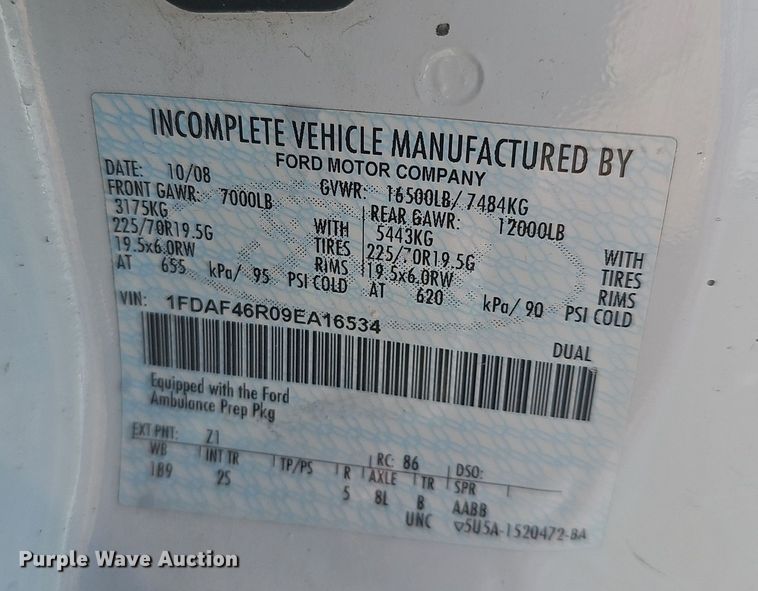 INCOMPLETE VEHICLE MANUFACTURED BY
FORD MOTOR COMPANY
DATE: 10/08 GVWR: 16500LB/ 7484KG
FRONT GAWR: 7000LB REAR GAWR: 12000LB
3175KG WITH 5443KG WITH
225/70R19.5G TIRES 225/70R19.5G TIRES
19.5x6.0RW RIMS 19.5x6.0RW RIMS
AT 655 kPa/ 95 PSI COLD AT 620 kPa/ 90 PSI COLD
VIN: 1FDAF46R09EA16534
DUAL
Equipped with the Ford
Ambulance Prep Pkg
EXT PNT: Z1 RC: 86 DSO:
WB INT TR TP/PS R AXLE TR SPR
189 2S 5 8L B AABB
UNC ▽5U5A-1520472-BA
Purple Wave Auction